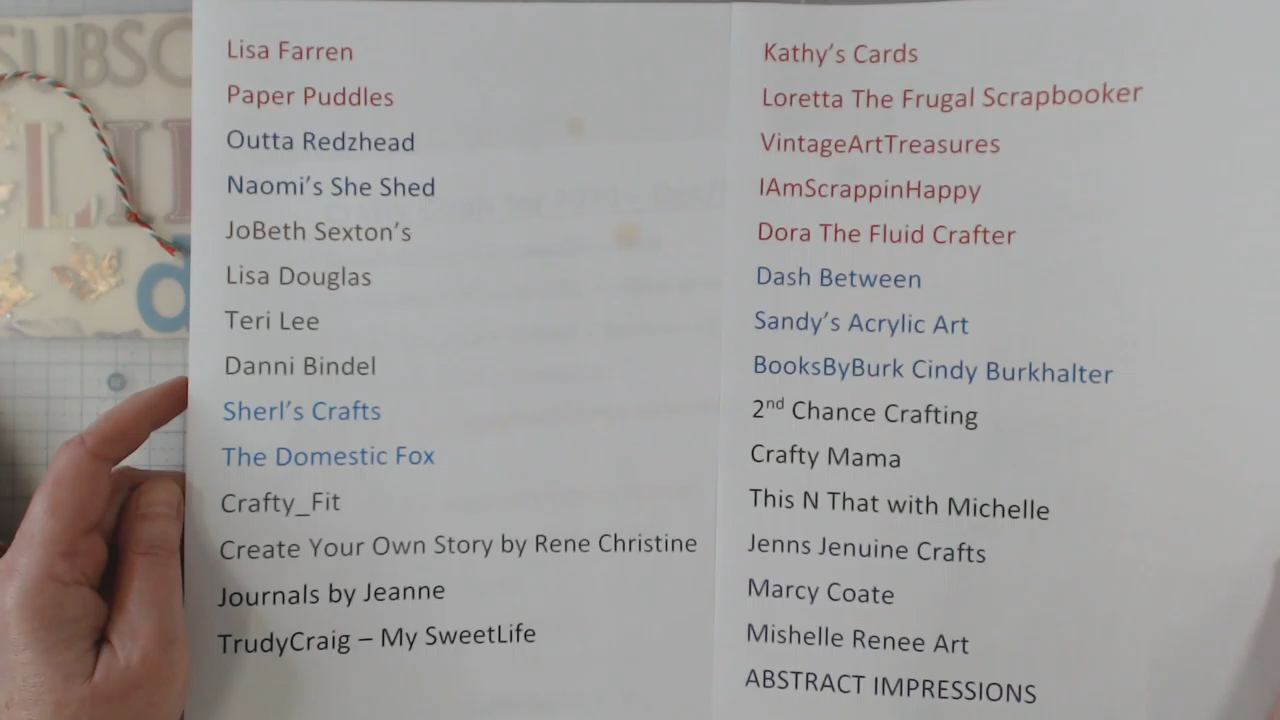 SUBSC
LI
d
Lisa Farren
Paper Puddles
Outta Redzhead
Naomi's She Shed
JoBeth Sexton's
Lisa Douglas
Teri Lee
Danni Bindel
Sherl's Crafts
The Domestic Fox
Crafty_Fit
Create Your Own Story by Rene Christine
Journals by Jeanne
TrudyCraig – My SweetLife
Kathy's Cards
Loretta The Frugal Scrapbooker
VintageArtTreasures
IAmScrappinHappy
Dora The Fluid Crafter
Dash Between
Sandy's Acrylic Art
BooksByBurk Cindy Burkhalter
2nd Chance Crafting
Crafty Mama
This N That with Michelle
Jenns Jenuine Crafts
Marcy Coate
Mishelle Renee Art
ABSTRACT IMPRESSIONS